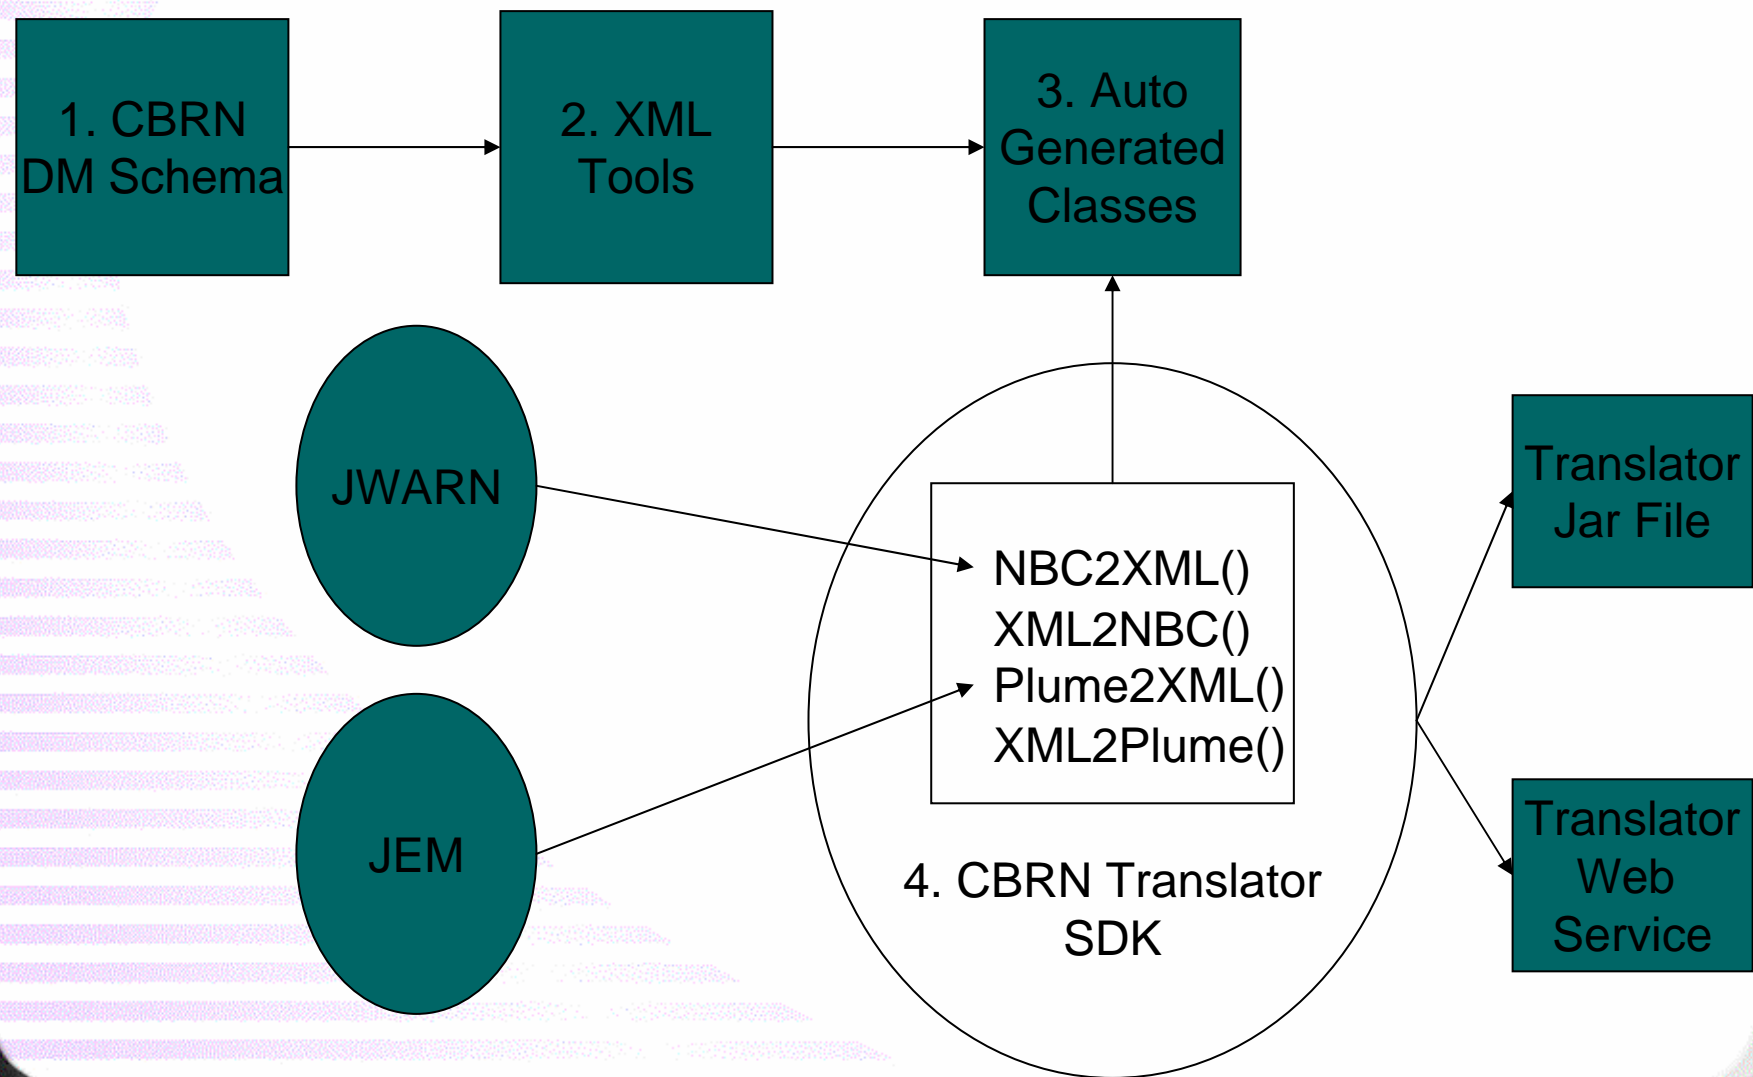 1. CBRN
DM Schema
2. XML
Tools
3. Auto
Generated
Classes
JWARN
JEM
NBC2XML()
XML2NBC()
Plume2XML()
XML2Plume()
4. CBRN Translator
SDK
Translator
Jar File
Translator
Web
Service